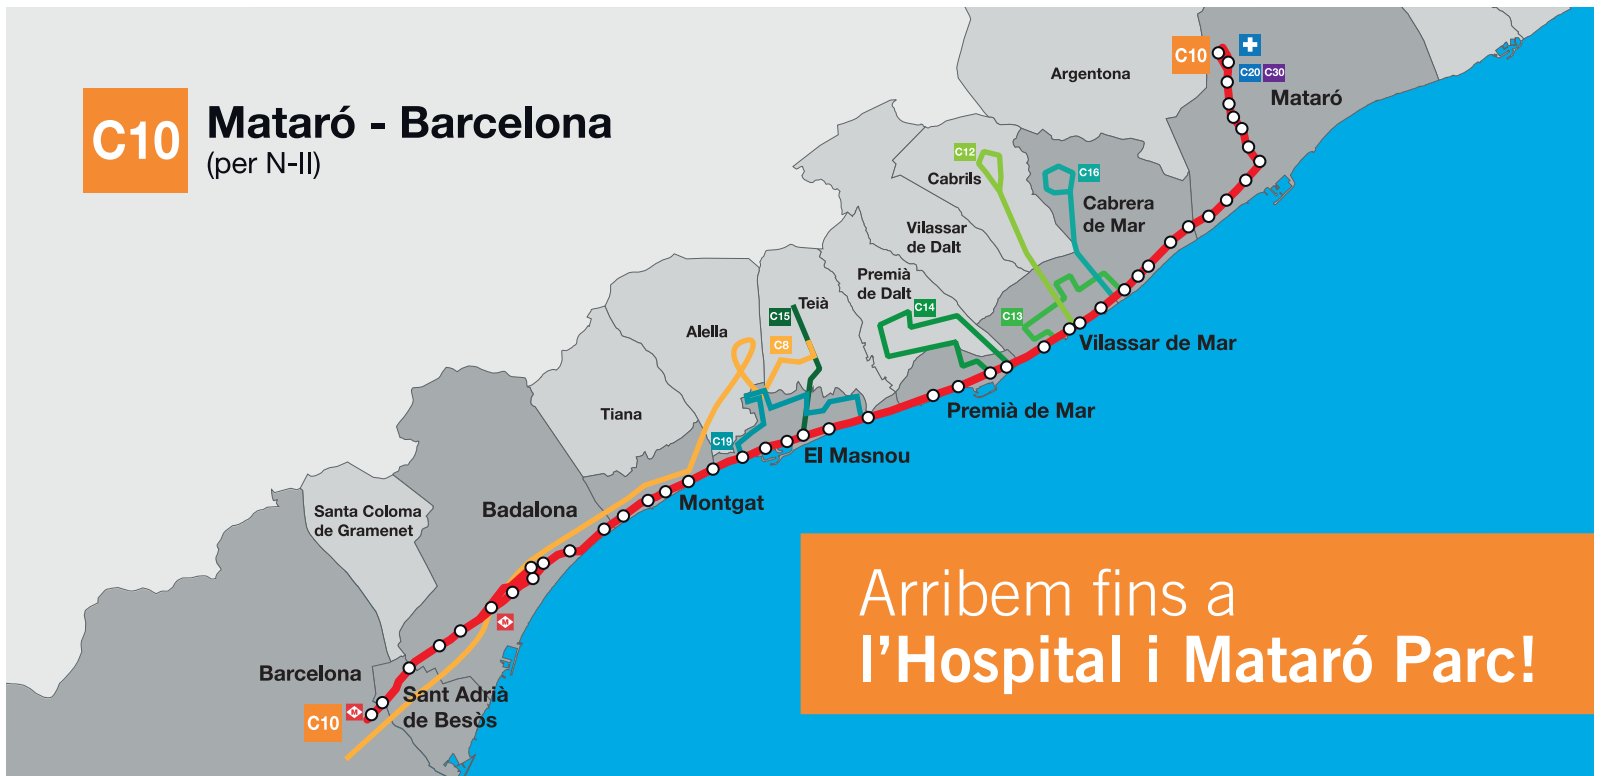 C10
Mataró - Barcelona
(per N-II)
C10
C20 C30
Argentona
Mataró
C12
Cabrils
C16
Cabrera
de Mar
Vilassar
de Dalt
Premià
de Dalt
C14
C13
Teià
C15
C8
Alella
Vilassar de Mar
Tiana
C19
Premià de Mar
El Masnou
Montgat
Badalona
Santa Coloma
de Gramenet
M
Barcelona
Sant Adrià
de Besòs
M
C10
Arribem fins a
l'Hospital i Mataró Parc!